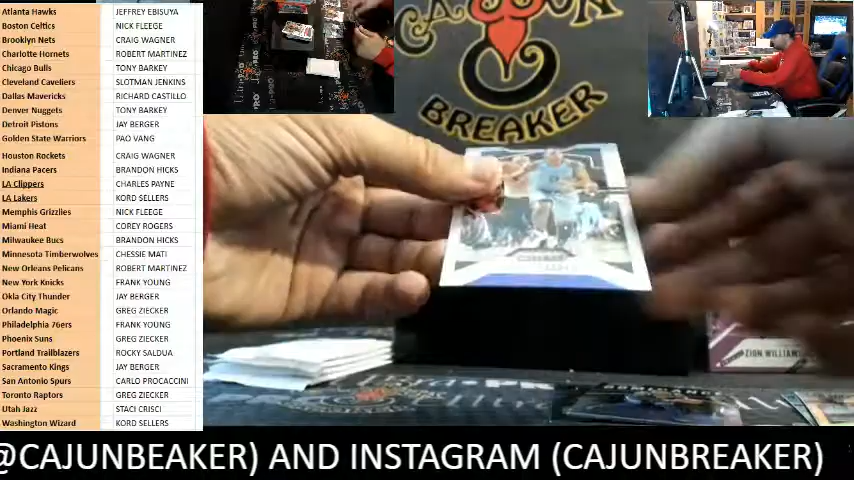 Atlanta Hawks JEFFREY EBISUYA
Boston Celtics NICK FLEEGE
Brooklyn Nets CRAIG WAGNER
Charlotte Hornets ROBERT MARTINEZ
Chicago Bulls TONY BARKEY
Cleveland Cavaliers SLOTMAN JENKINS
Dallas Mavericks RICHARD CASTILLO
Denver Nuggets TONY BARKEY
Detroit Pistons JAY BERGER
Golden State Warriors PAO VANG
Houston Rockets CRAIG WAGNER
Indiana Pacers BRANDON HICKS
LA Clippers CHARLES PAYNE
LA Lakers KORD SELLERS
Memphis Grizzlies NICK FLEEGE
Miami Heat COREY ROGERS
Milwaukee Bucs BRANDON HICKS
Minnesota Timberwolves CHESSIE MATI
New Orleans Pelicans ROBERT MARTINEZ
New York Knicks FRANK YOUNG
Okla City Thunder JAY BERGER
Orlando Magic GREG ZIECKER
Philadelphia 76ers FRANK YOUNG
Phoenix Suns GREG ZIECKER
Portland Trailblazers ROCKY SALDUA
Sacramento Kings JAY BERGER
San Antonio Spurs CARLO PROCACCINI
Toronto Raptors GREG ZIECKER
Utah Jazz STACI CRISCI
Washington Wizard KORD SELLERS
CAJUN
BREAKER
ZION WILLIAM
@CAJUNBEAKER) AND INSTAGRAM (CAJUNBREAKER)